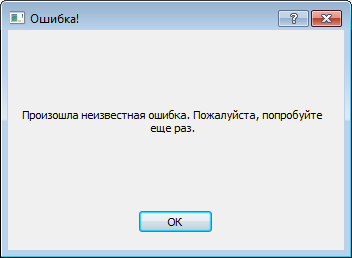 Ошибка!
Произошла неизвестная ошибка. Пожалуйста, попробуйте
еще раз.
OK